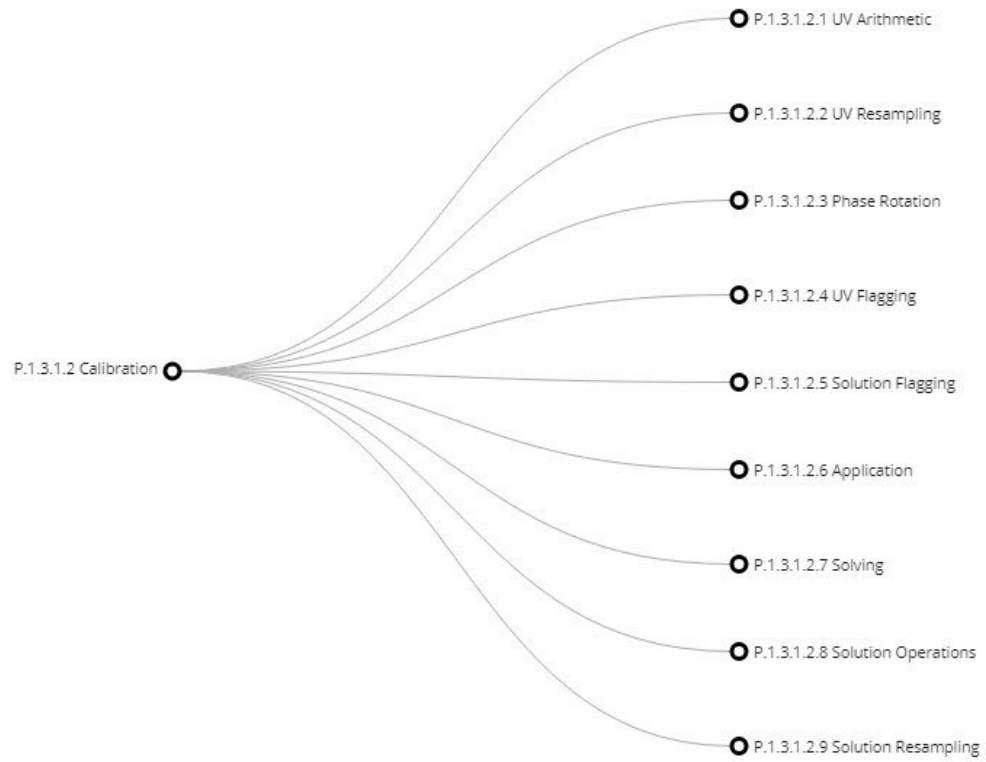 P.1.3.1.2.1 UV Arithmetic
P.1.3.1.2.2 UV Resampling
P.1.3.1.2.3 Phase Rotation
P.1.3.1.2.4 UV Flagging
P.1.3.1.2 Calibration
P.1.3.1.2.5 Solution Flagging
P.1.3.1.2.6 Application
P.1.3.1.2.7 Solving
P.1.3.1.2.8 Solution Operations
P.1.3.1.2.9 Solution Resampling